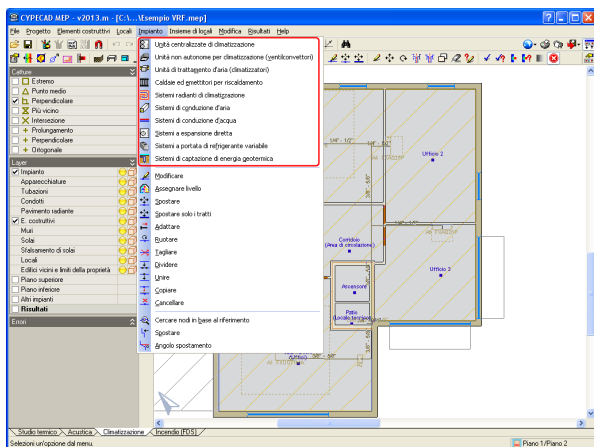 CYPECAD MEP - v2013.m - [C:\...\Esempio VRF.mep]
File Progetto Elementi costruttivi Locali Impianto Insieme di locali Modifica Risultati Help
Catture
Estremo
Punto medio
Perpendicolare
Più vicino
Intersezione
Prolungamento
Perpendicolare
Ortogonale
Layer
Impianto
Apparecchiature
Tubazioni
Condotti
Pavimento radiante
E. costruttivi
Muri
Solai
Sfalsamento di solai
Locali
Edifici vicini e limiti della proprietà
Piano superiore
Piano inferiore
Altri impianti
Risultati
Errori
Unità centralizzate di climatizzazione
Unità non autonome per climatizzazione (ventilconvettori)
Unità di trattamento d'aria (climatizzatori)
Caldaie ed emettitori per riscaldamento
Sistemi radianti di climatizzazione
Sistemi di conduzione d'aria
Sistemi di conduzione d'acqua
Sistemi a espansione diretta
Sistemi a portata di refrigerante variabile
Sistemi di captazione di energia geotermica
Modificare
Assegnare livello
Spostare
Spostare solo i tratti
Adattare
Ruotare
Tagliare
Dividere
Unire
Copiare
Cancellare
Cercare nodi in base al riferimento
Spostare
Angolo spostamento
Ufficio 2
Corridoio
(Area di circolazione)
Ufficio 3
Ascensore
Patio
(Locale tecnico)
(Ufficio)
Studio termico Acustica Climatizzazione Incendio (FDS)
Selezioni un'opzione dal menu.
Piano 1/Piano 2